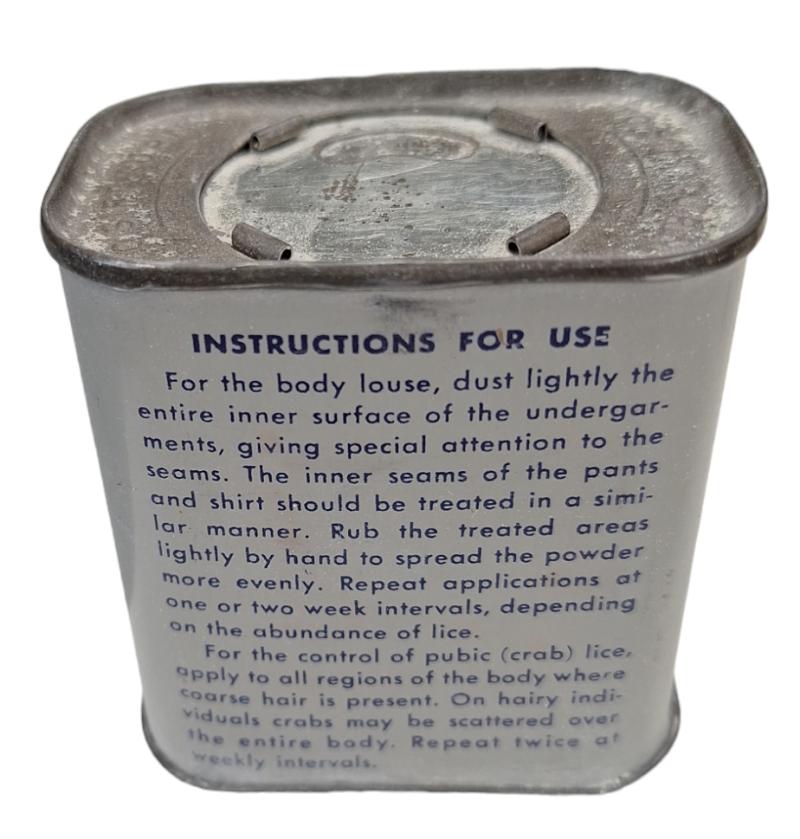 INSTRUCTIONS FOR USE
For the body louse, dust lightly the
entire inner surface of the undergar-
ments, giving special attention to the
seams. The inner seams of the pants
and shirt should be treated in a simi-
lar manner. Rub the treated areas
lightly by hand to spread the powder
more evenly. Repeat applications at
one or two week intervals, depending
on the abundance of lice.
For the control of pubic (crab) lice,
apply to all regions of the body where
coarse hair is present. On hairy indi-
viduals crabs may be scattered over
the entire body. Repeat twice at
weekly intervals.